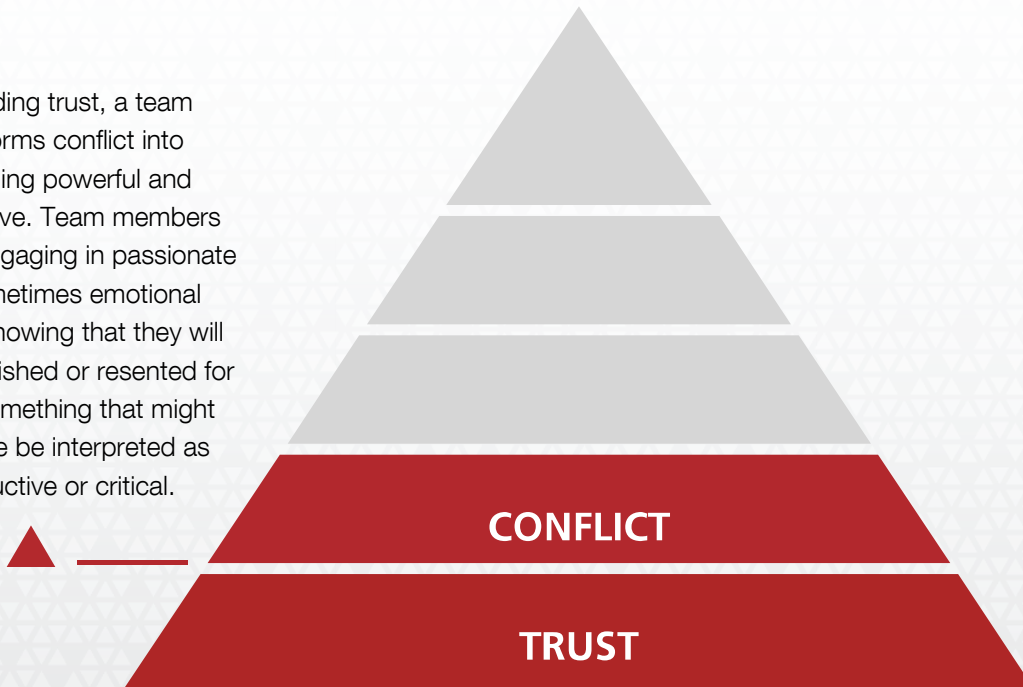 ding trust, a team
orms conflict into
ing powerful and
ve. Team members
gaging in passionate
metimes emotional
nowing that they will
ished or resented for
mething that might
e be interpreted as
uctive or critical.
CONFLICT
TRUST